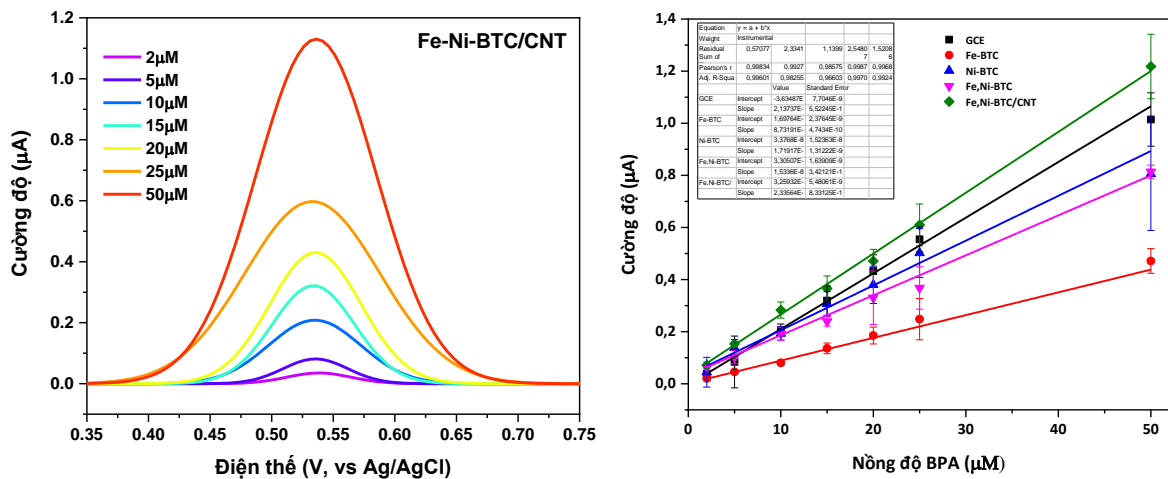 Fe-Ni-BTC/CNT
2μM
5μM
10μM
15μM
20μM
25μM
50μM
Cường độ (μA)
1.2
1.0
0.8
0.6
0.4
0.2
0.0
0.35 0.40 0.45 0.50 0.55 0.60 0.65 0.70 0.75
Điện thế (V, vs Ag/AgCl)
Cường độ (μA)
1,4
1,2
1,0
0,8
0,6
0,4
0,2
0,0
Equation y = a + b*x
Weight Instrumental
Residual 0,57077 2,3341 1,1399 2,5480 1,5208
Sum of 7 6
Pearson's r 0,99834 0,9927 0,98575 0,9987 0,9968
Adj. R-Squa 0,99601 0,98255 0,96603 0,9970 0,9924
Value Standard Error
GCE Intercept -3,63487E 7,7046E-9
Slope 2,13737E- 5,52245E-1
Fe-BTC Intercept 1,69764E- 2,37645E-9
Slope 8,73191E- 4,7434E-10
Ni-BTC Intercept 3,3768E-8 1,52363E-8
Slope 1,71917E- 1,31222E-9
Fe,Ni-BTC Intercept 3,30507E- 1,63909E-9
Slope 1,5336E-8 3,42121E-1
Fe,Ni-BTC/ Intercept 3,25932E- 5,48061E-9
Slope 2,33564E- 8,33125E-1
GCE
Fe-BTC
Ni-BTC
Fe,Ni-BTC
Fe,Ni-BTC/CNT
0 10 20 30 40 50
Nồng độ BPA (μM)